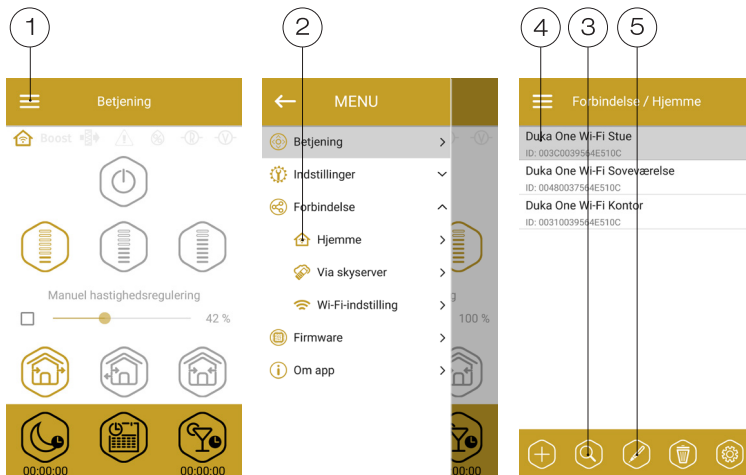 1
2
4 3 5
Betjening
Boost
Manuel hastighedsregulering
42 %
00:00:00
00:00:00
MENU
Betjening
Indstillinger
Forbindelse
Hjemme
Via skyserver
Wi-Fi-indstilling
Firmware
Om app
g
100 %
00:00
Forbindelse / Hjemme
Duka One Wi-Fi Stue
ID: 003C0039564E510C
Duka One Wi-Fi Soveværelse
ID: 00480037564E510C
Duka One Wi-Fi Kontor
ID: 00310039564E510C